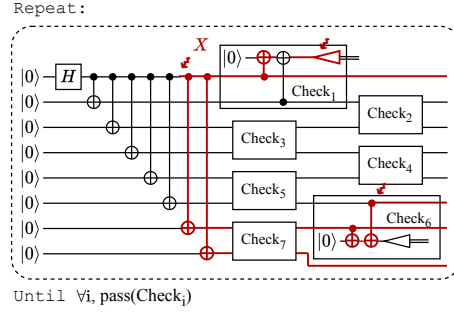 Repeat:
X
|0⟩
|0⟩ H
Check₁
|0⟩
Check₂
|0⟩
Check₃
|0⟩
Check₄
|0⟩
Check₅
|0⟩
Check₆
|0⟩
|0⟩
Check₇
|0⟩
Until ∀i, pass(Checkᵢ)